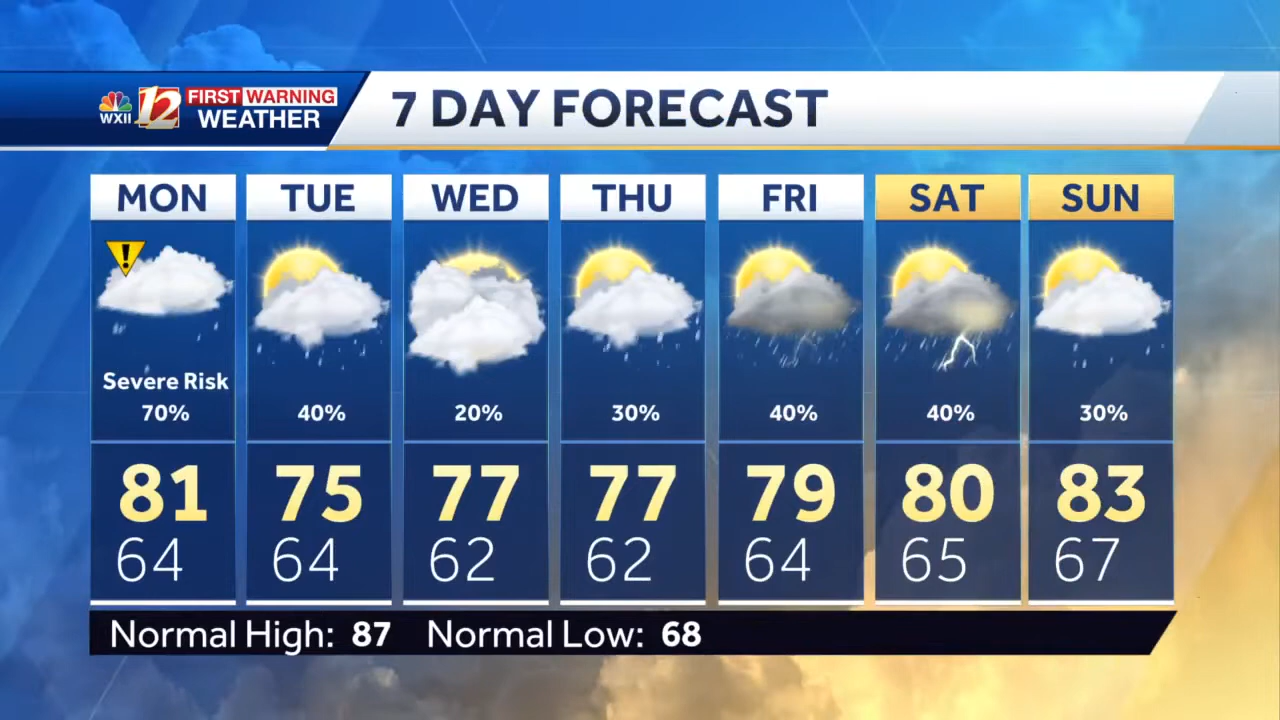 WXII 12 FIRST WARNING WEATHER
7 DAY FORECAST
MON TUE WED THU FRI SAT SUN
!
Severe Risk
70% 40% 20% 30% 40% 40% 30%
81 75 77 77 79 80 83
64 64 62 62 64 65 67
Normal High: 87 Normal Low: 68